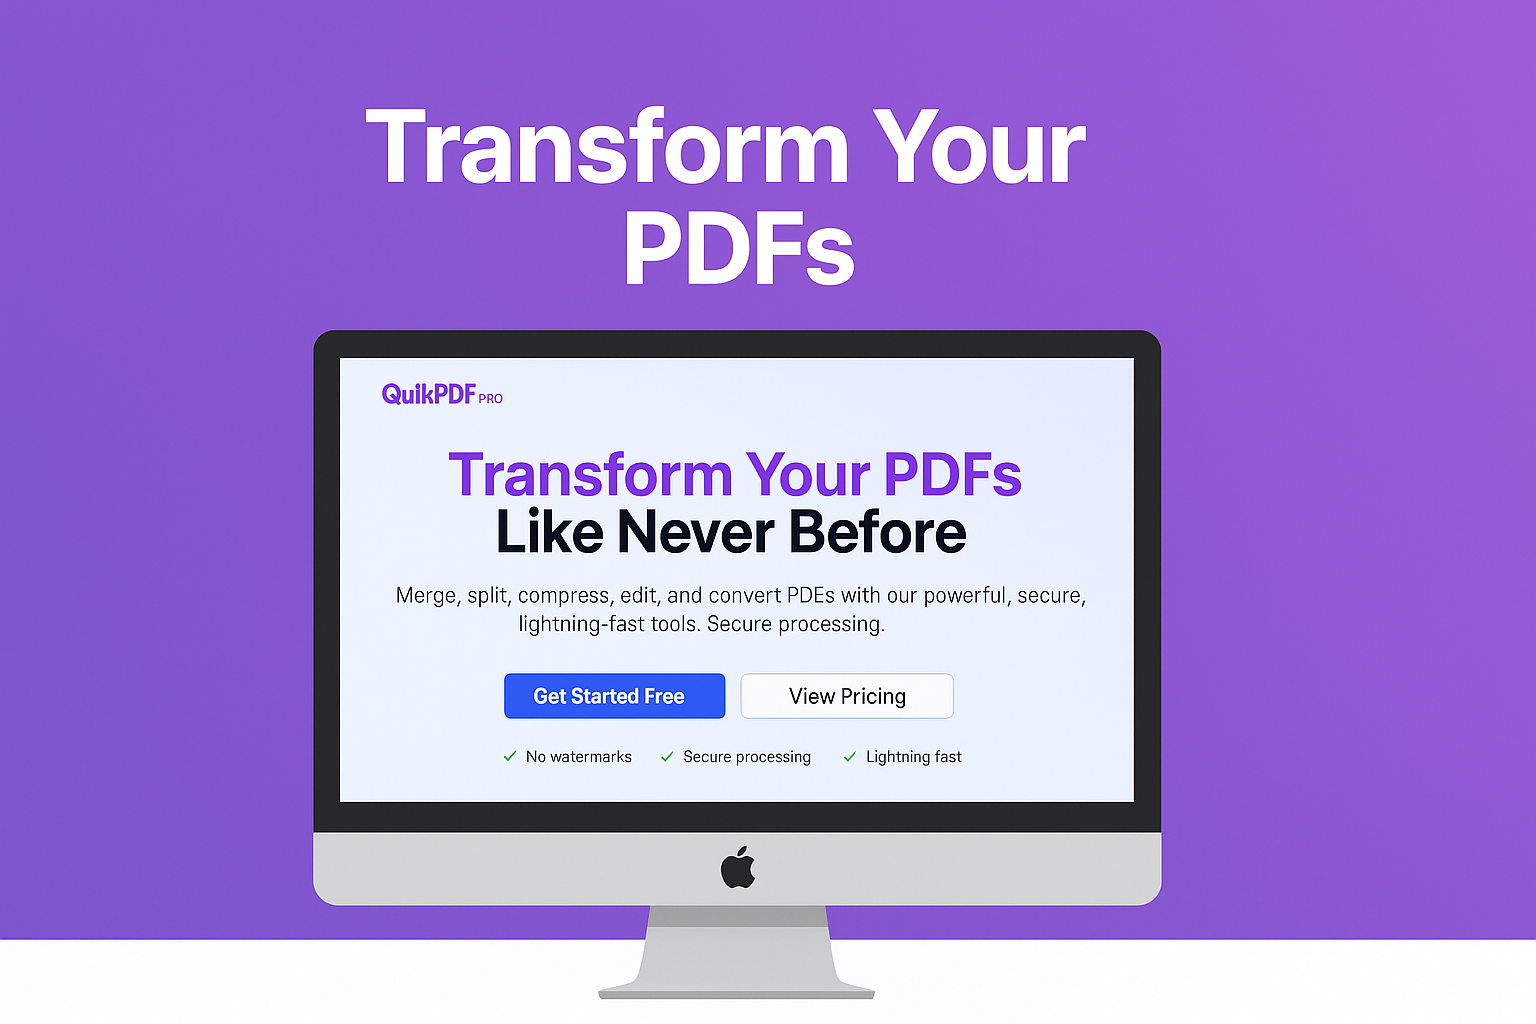 Transform Your
PDFs
QuikPDF PRO
Transform Your PDFs
Like Never Before
Merge, split, compress, edit, and convert PDEs with our powerful, secure,
lightning-fast tools. Secure processing.
Get Started Free
View Pricing
✓ No watermarks ✓ Secure processing ✓ Lightning fast